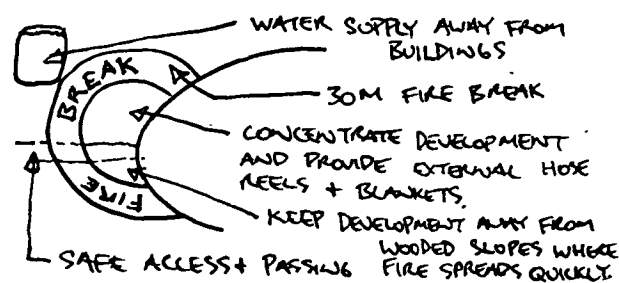 WATER SUPPLY AWAY FROM
BUILDINGS
BREAK
30M FIRE BREAK
CONCENTRATE DEVELOPMENT
AND PROVIDE EXTERNAL HOSE
REELS + BLANKETS.
FIRE
KEEP DEVELOPMENT AWAY FROM
WOODED SLOPES WHERE
FIRE SPREADS QUICKLY.
SAFE ACCESS + PASSING